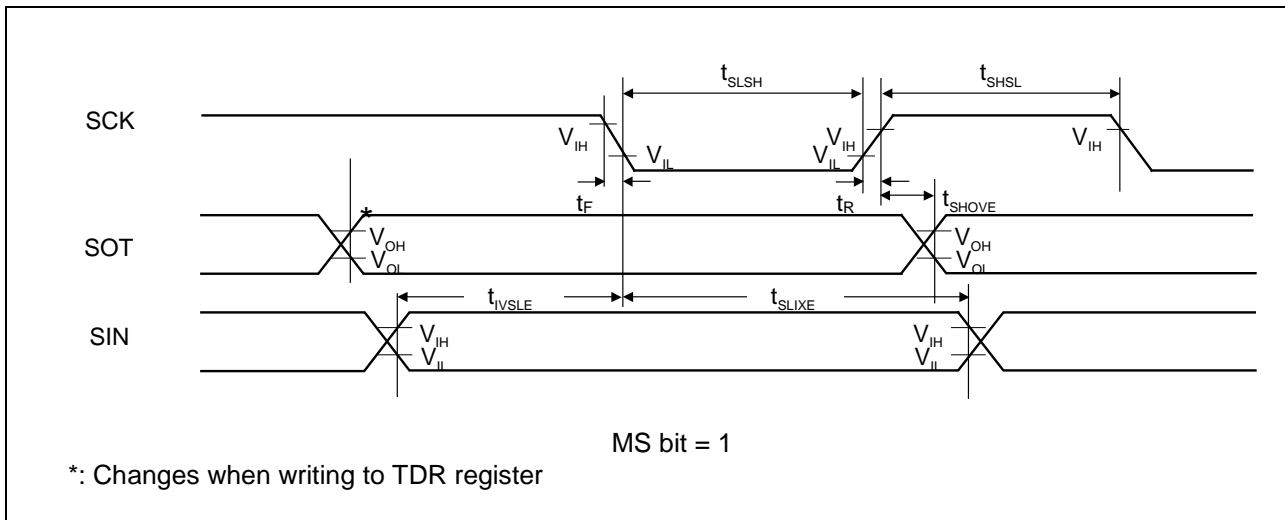 tSLSH tSHSL
SCK
VIH VIL VIH VIL VIH
tF tR tSHOVE
*
SOT
VOH VOH
VOL VOL
tIVSLE tSLIXE
SIN
VIH VIH
VIL VIL
MS bit = 1
*: Changes when writing to TDR register